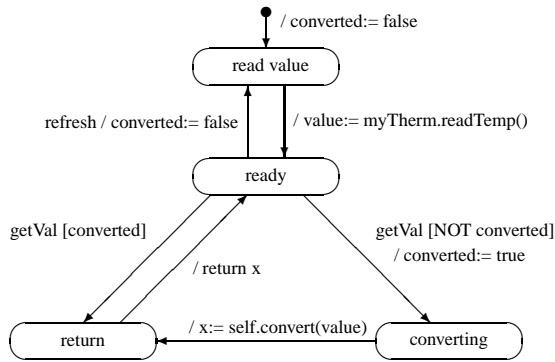 / converted:= false
read value
refresh / converted:= false
/ value:= myTherm.readTemp()
ready
getVal [converted]
getVal [NOT converted]
/ converted:= true
/ return x
/ x:= self.convert(value)
return
converting